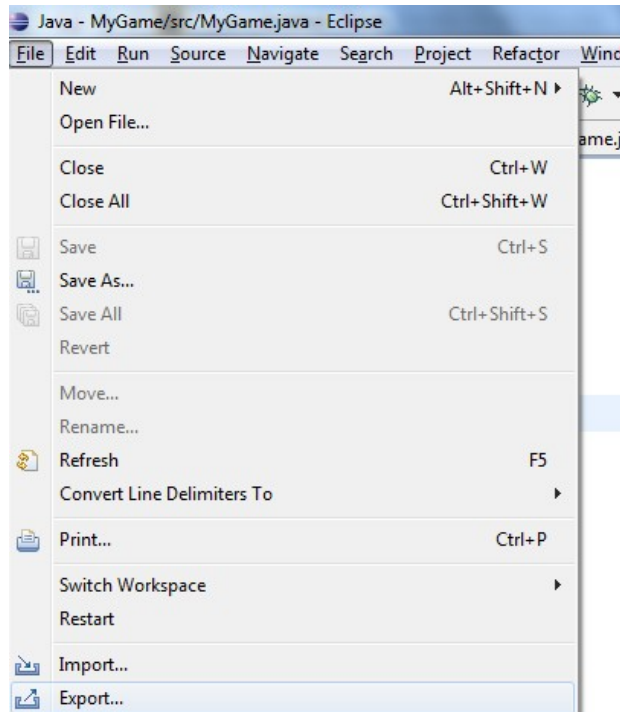 Java - MyGame/src/MyGame.java - Eclipse
File Edit Run Source Navigate Search Project Refactor
New Alt+Shift+N
Open File...
Close Ctrl+W
Close All Ctrl+Shift+W
Save Ctrl+S
Save As...
Save All Ctrl+Shift+S
Revert
Move...
Rename...
Refresh F5
Convert Line Delimiters To
Print... Ctrl+P
Switch Workspace
Restart
Import...
Export...